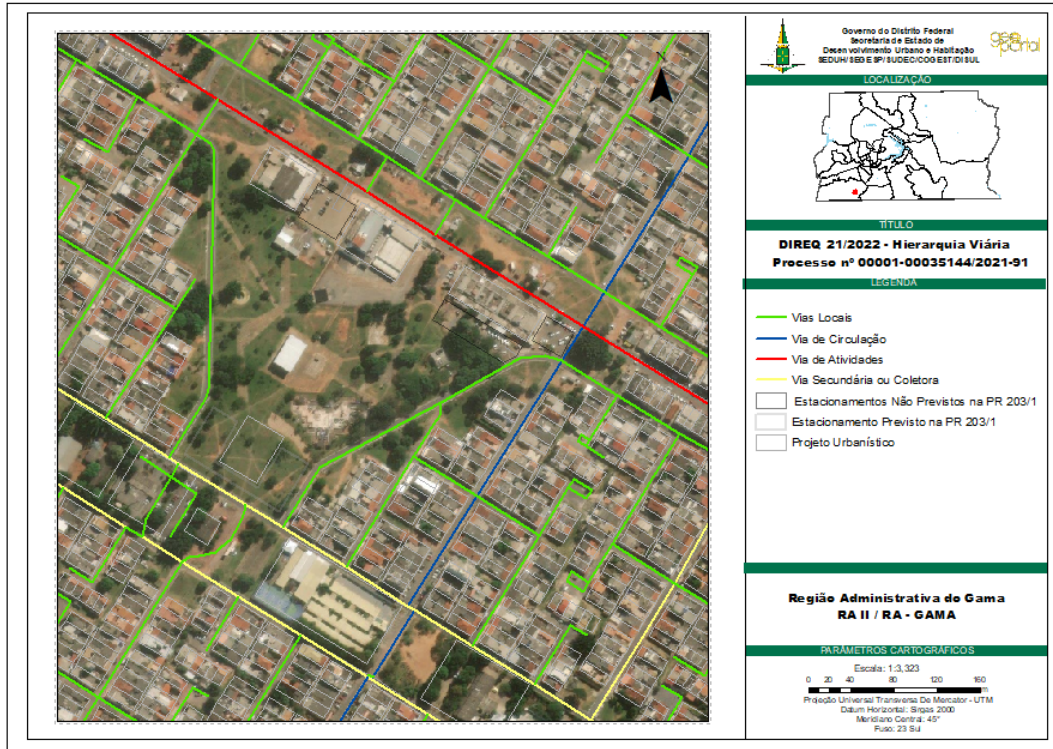 N
Governo do Distrito Federal
Secretaria de Estado de
Desenvolvimento Urbano e Habitação
SEDUH/SEGESP/SUDEC/COGEST/DISUL
geo
portal
LOCALIZAÇÃO
TÍTULO
DIREQ 21/2022 - Hierarquia Viária
Processo nº 00001-00035144/2021-91
LEGENDA
Vias Locais
Via de Circulação
Via de Atividades
Via Secundária ou Coletora
Estacionamentos Não Previstos na PR 203/1
Estacionamento Previsto na PR 203/1
Projeto Urbanístico
Região Administrativa do Gama
RA II / RA - GAMA
PARÂMETROS CARTOGRÁFICOS
Escala: 1:3,323
0 20 40 80 120 160
m
Projeção Universal Transversa De Mercator - UTM
Datum Horizontal: Sirgas 2000
Meridiano Central: 45°
Fuso: 23 Sul